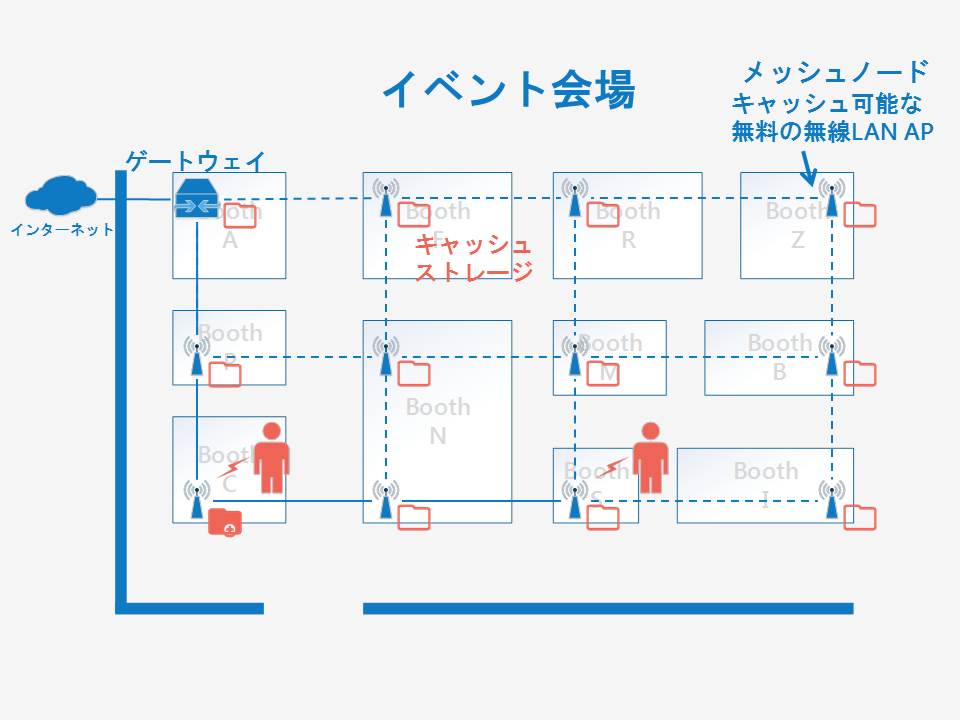 イベント会場
メッシュノード
キャッシュ可能な
無料の無線LAN AP
ゲートウェイ
インターネット
Booth
A
Booth
F
Booth
R
Booth
Z
キャッシュ
ストレージ
Booth
P
Booth
N
Booth
M
Booth
B
Booth
C
Booth
S
Booth
I